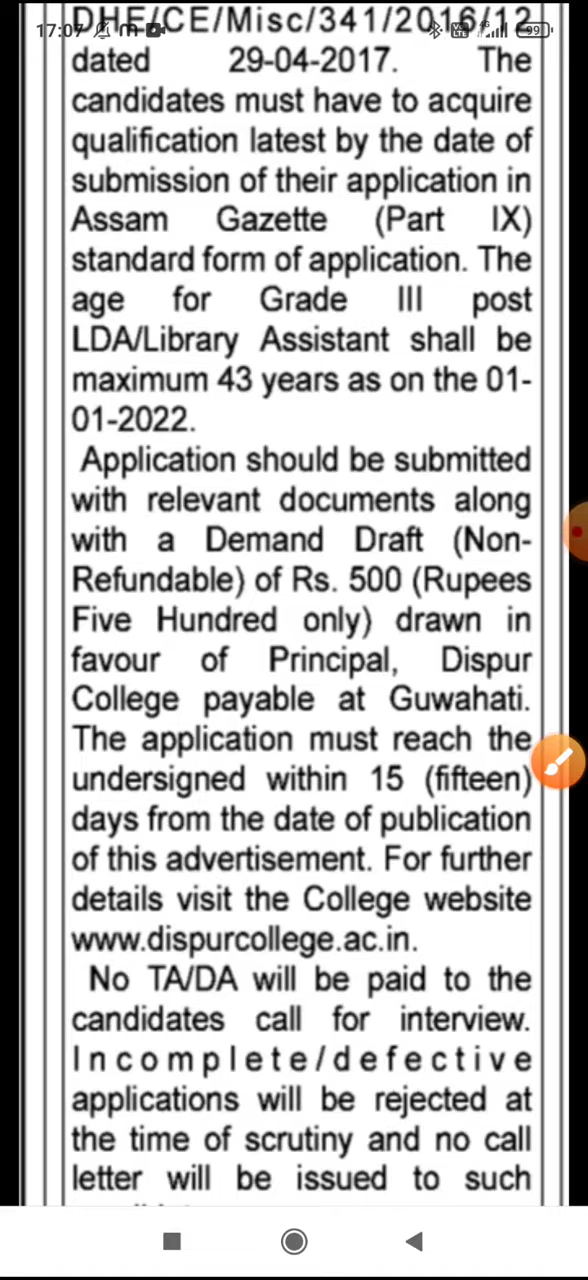 DHE/CE/Misc/341/2016/12
17:07
99
dated 29-04-2017. The
candidates must have to acquire
qualification latest by the date of
submission of their application in
Assam Gazette (Part IX)
standard form of application. The
age for Grade III post
LDA/Library Assistant shall be
maximum 43 years as on the 01-
01-2022.
Application should be submitted
with relevant documents along
with a Demand Draft (Non-
Refundable) of Rs. 500 (Rupees
Five Hundred only) drawn in
favour of Principal, Dispur
College payable at Guwahati.
The application must reach the
undersigned within 15 (fifteen)
days from the date of publication
of this advertisement. For further
details visit the College website
www.dispurcollege.ac.in.
No TA/DA will be paid to the
candidates call for interview.
Incomplete/defective
applications will be rejected at
the time of scrutiny and no call
letter will be issued to such